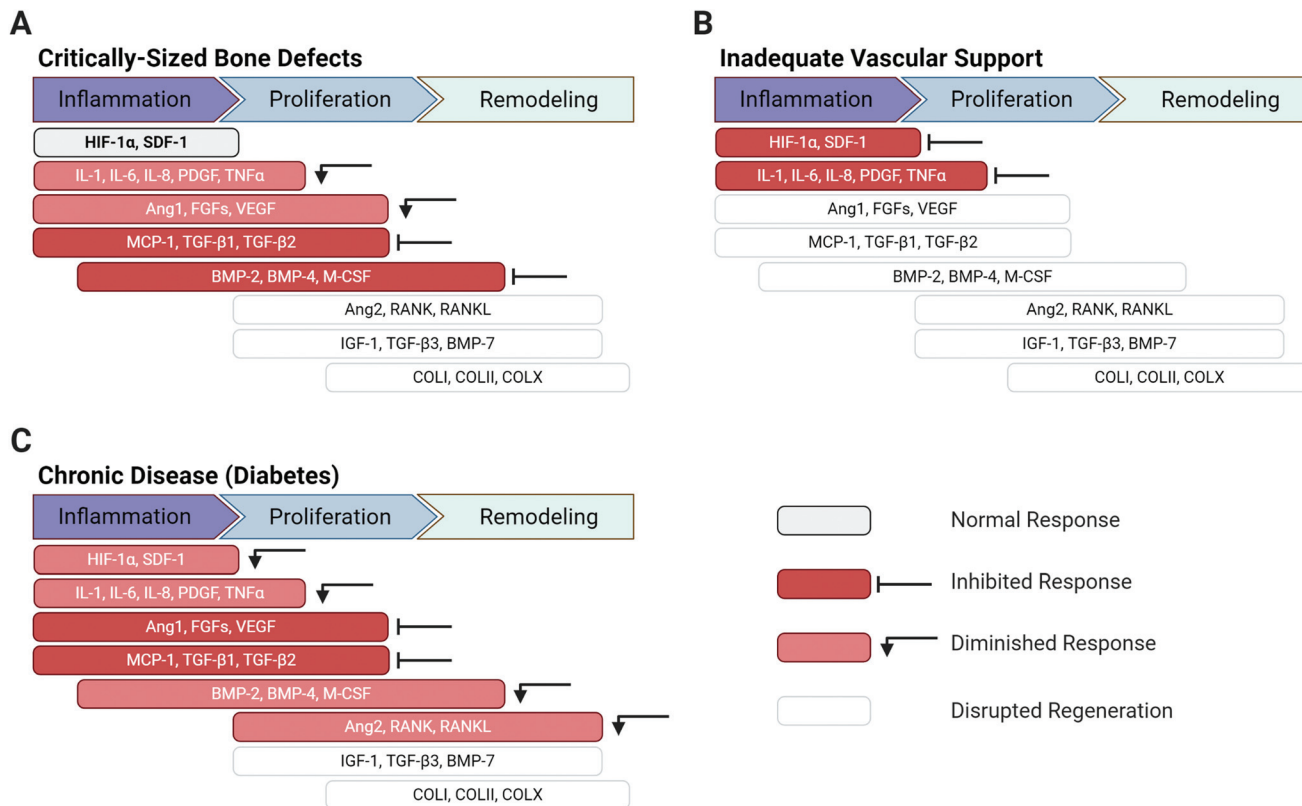 A
Critically-Sized Bone Defects
Inflammation
Proliferation
Remodeling
HIF-1α, SDF-1
IL-1, IL-6, IL-8, PDGF, TNFα
Ang1, FGFs, VEGF
MCP-1, TGF-β1, TGF-β2
BMP-2, BMP-4, M-CSF
Ang2, RANK, RANKL
IGF-1, TGF-β3, BMP-7
COLI, COLII, COLX
B
Inadequate Vascular Support
Inflammation
Proliferation
Remodeling
HIF-1α, SDF-1
IL-1, IL-6, IL-8, PDGF, TNFα
Ang1, FGFs, VEGF
MCP-1, TGF-β1, TGF-β2
BMP-2, BMP-4, M-CSF
Ang2, RANK, RANKL
IGF-1, TGF-β3, BMP-7
COLI, COLII, COLX
C
Chronic Disease (Diabetes)
Inflammation
Proliferation
Remodeling
HIF-1α, SDF-1
IL-1, IL-6, IL-8, PDGF, TNFα
Ang1, FGFs, VEGF
MCP-1, TGF-β1, TGF-β2
BMP-2, BMP-4, M-CSF
Ang2, RANK, RANKL
IGF-1, TGF-β3, BMP-7
COLI, COLII, COLX
Normal Response
Inhibited Response
Diminished Response
Disrupted Regeneration